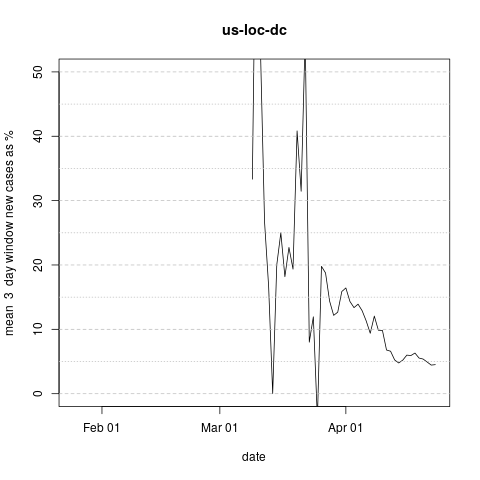 us-loc-dc
mean 3 day window new cases as %
50
40
30
20
10
0
Feb 01
Mar 01
Apr 01
date